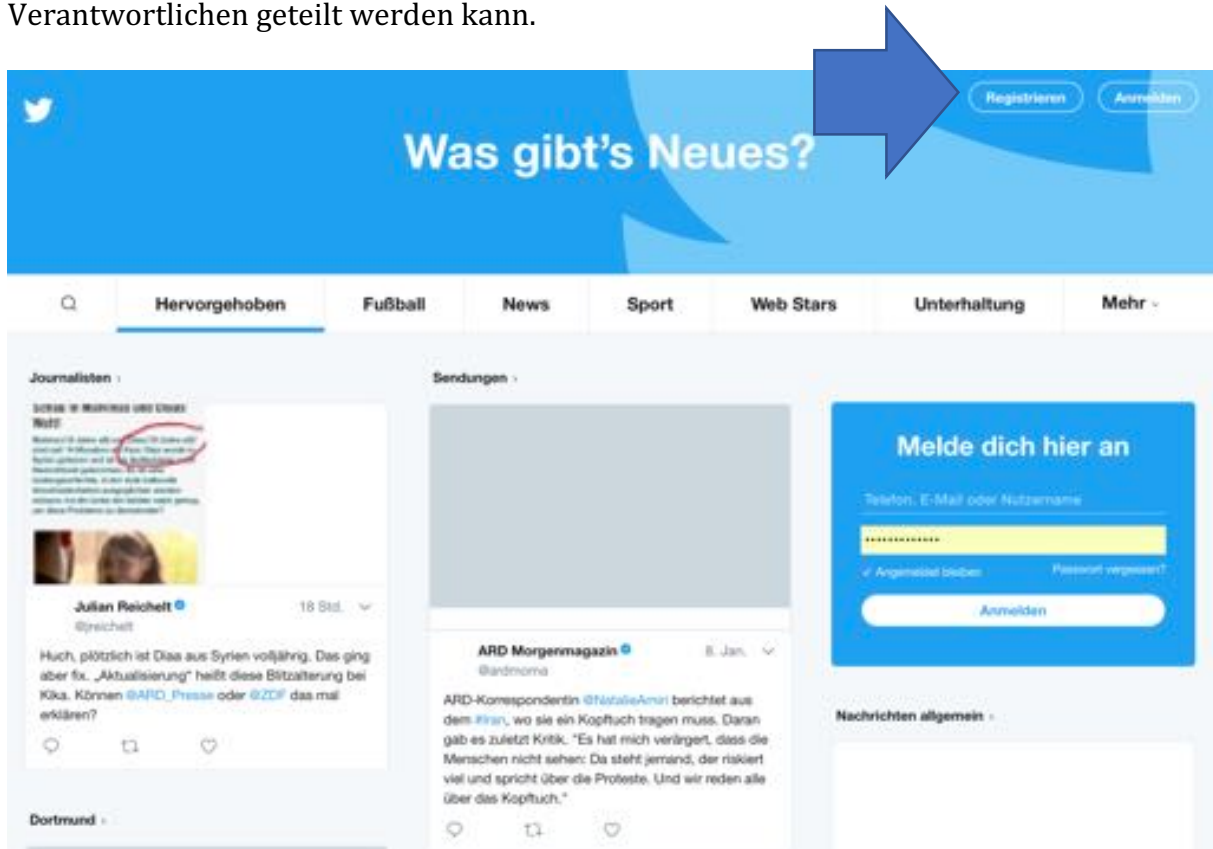 Verantwortlichen geteilt werden kann.
Registrieren
Anmelden
Was gibt's Neues?
Hervorgehoben
Fußball
News
Sport
Web Stars
Unterhaltung
Mehr
Journalisten
Sendungen
Julian Reichelt
18 Std.
@jreichelt
Huch, plötzlich ist Diaa aus Syrien volljährig. Das ging
aber fix. „Aktualisierung" heißt diese Blitzalterung bei
Kika. Können @ARD_Presse oder @ZDF das mal
erklären?
Dortmund
ARD Morgenmagazin
8. Jan.
@ardmoma
ARD-Korrespondentin @NatalieAmiri berichtet aus
dem #Iran, wo sie ein Kopftuch tragen muss. Daran
gab es zuletzt Kritik. "Es hat mich verärgert, dass die
Menschen nicht sehen: Da steht jemand, der riskiert
viel und spricht über die Proteste. Und wir reden alle
über das Kopftuch."
Melde dich hier an
Telefon, E-Mail oder Nutzername
Angemeldet bleiben
Passwort vergessen?
Anmelden
Nachrichten allgemein